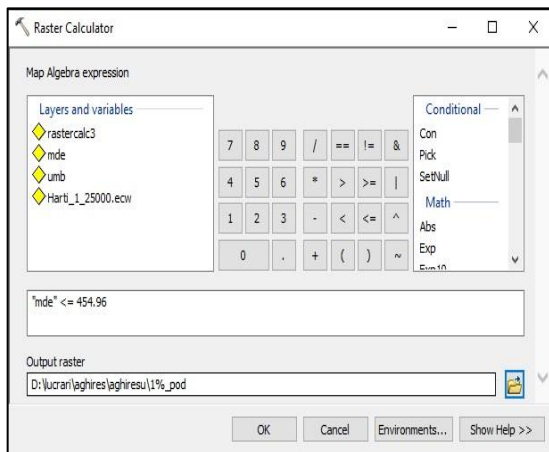 Raster Calculator
Map Algebra expression
Layers and variables
rastercalc3
mde
umb
Harti_1_25000.ecw
7 8 9 / == != &
4 5 6 * > >= |
1 2 3 - < <= ^
0 . + ( ) ~
Conditional
Con
Pick
SetNull
Math
Abs
Exp
Exp10
"mde" <= 454.96
Output raster
D:\lucrari\aghires\aghiresu\1%_pod
OK Cancel Environments... Show Help >>